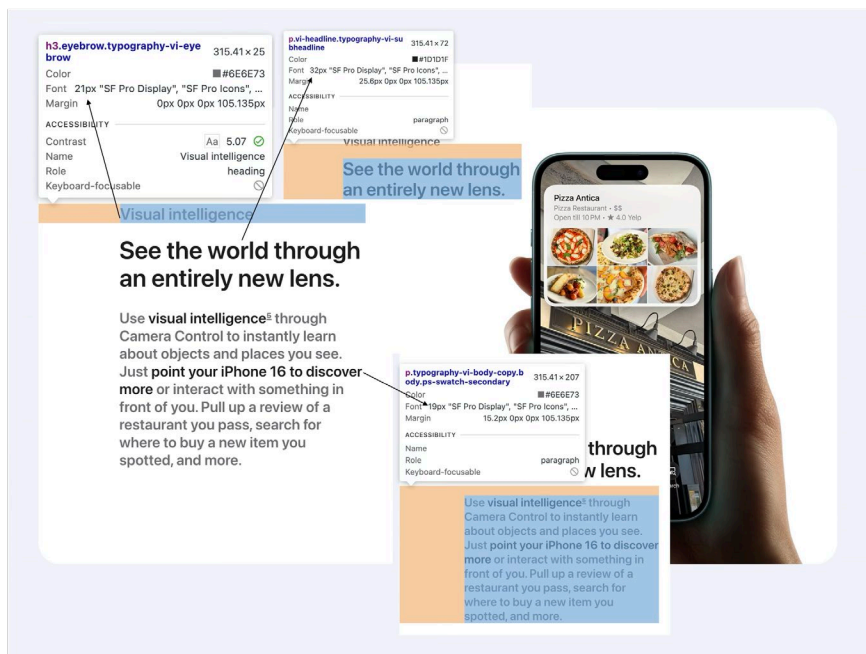 h3.eyebrow.typography-vi-eye
brow
315.41 × 25
Color
#6E6E73
Font 21px "SF Pro Display", "SF Pro Icons", ...
Margin
0px 0px 0px 105.135px
ACCESSIBILITY
Contrast
Aa 5.07
Name
Visual intelligence
Role
heading
Keyboard-focusable
Visual intelligence
p.vi-headline.typography-vi-su
bheadline
315.41 × 72
Color
#1D1D1F
Font 32px "SF Pro Display", "SF Pro Icons", ...
Margin
25.6px 0px 0px 105.135px
ACCESSIBILITY
Name
Role
paragraph
Keyboard-focusable
Visual intelligence
See the world through
an entirely new lens.
See the world through
an entirely new lens.
Use visual intelligence⁵ through
Camera Control to instantly learn
about objects and places you see.
Just point your iPhone 16 to discover
more or interact with something in
front of you. Pull up a review of a
restaurant you pass, search for
where to buy a new item you
spotted, and more.
p.typography-vi-body-copy.b
ody.ps-swatch-secondary
315.41 × 207
Color
#6E6E73
Font 19px "SF Pro Display", "SF Pro Icons", ...
Margin
15.2px 0px 0px 105.135px
ACCESSIBILITY
Name
Role
paragraph
Keyboard-focusable
through
w lens.
Use visual intelligence⁵ through
Camera Control to instantly learn
about objects and places you see.
Just point your iPhone 16 to discover
more or interact with something in
front of you. Pull up a review of a
restaurant you pass, search for
where to buy a new item you
spotted, and more.
Pizza Antica
Pizza Restaurant • $$
Open till 10 PM • ★ 4.0 Yelp
PIZZA ANTICA